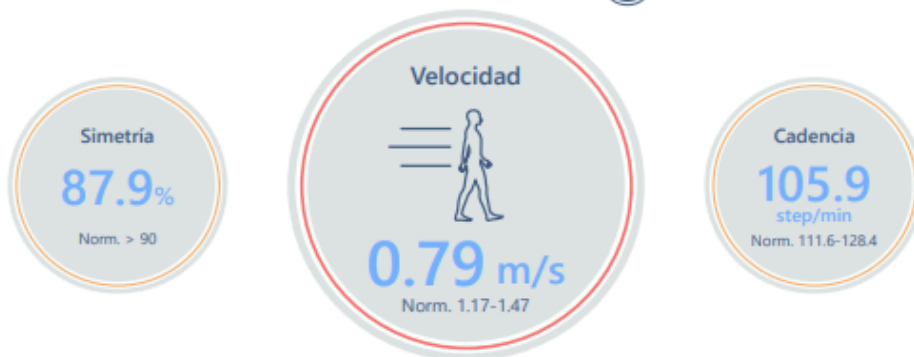 Simetría
87.9%
Norm. > 90
Velocidad
0.79 m/s
Norm. 1.17-1.47
Cadencia
105.9
step/min
Norm. 111.6-128.4